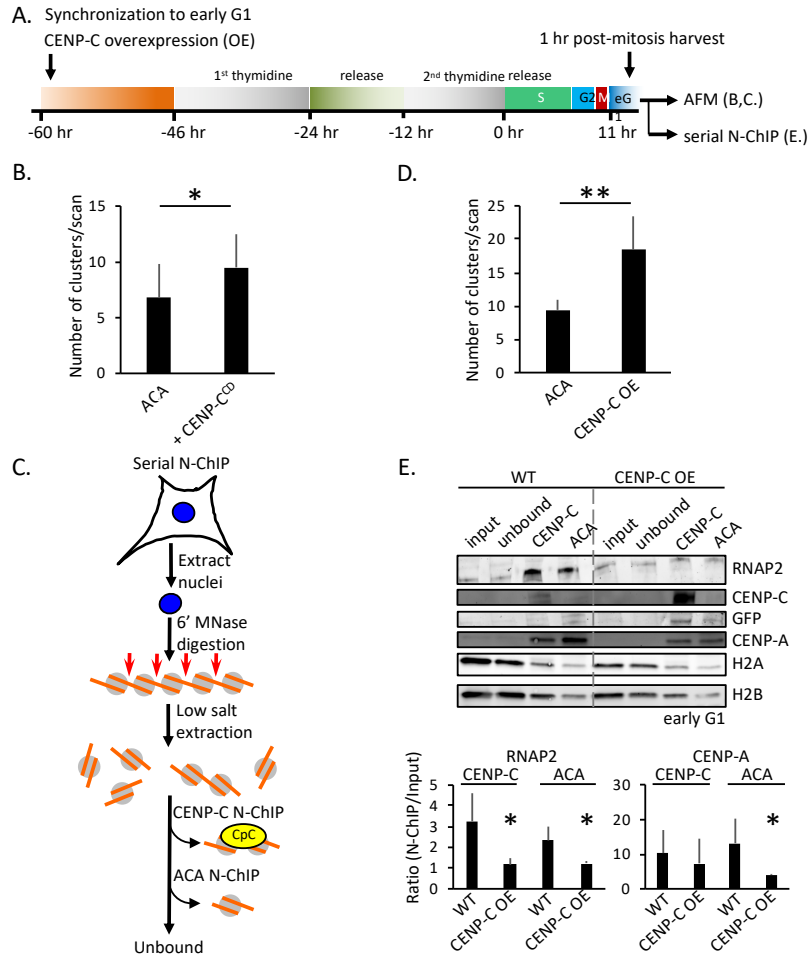 A.
Synchronization to early G1
CENP-C overexpression (OE)
1 hr post-mitosis harvest
1st thymidine
release
2nd thymidine
release
S
G2
M
eG
1
-60 hr
-46 hr
-24 hr
-12 hr
0 hr
11 hr
AFM (B,C.)
serial N-ChIP (E.)
B.
Number of clusters/scan
15
10
5
0
*
ACA
+ CENP-CCD
D.
Number of clusters/scan
25
20
15
10
5
0
**
ACA
CENP-C OE
C.
Serial N-ChIP
Extract
nuclei
6' MNase
digestion
Low salt
extraction
CENP-C N-ChIP
CpC
ACA N-ChIP
Unbound
E.
WT
CENP-C OE
input
unbound
CENP-C
ACA
input
unbound
CENP-C
ACA
RNAP2
CENP-C
GFP
CENP-A
H2A
H2B
early G1
RNAP2
CENP-C
ACA
Ratio (N-ChIP/Input)
5
4
3
2
1
0
*
*
WT
CENP-C OE
WT
CENP-C OE
CENP-A
CENP-C
ACA
30
20
10
0
*
WT
CENP-C OE
WT
CENP-C OE